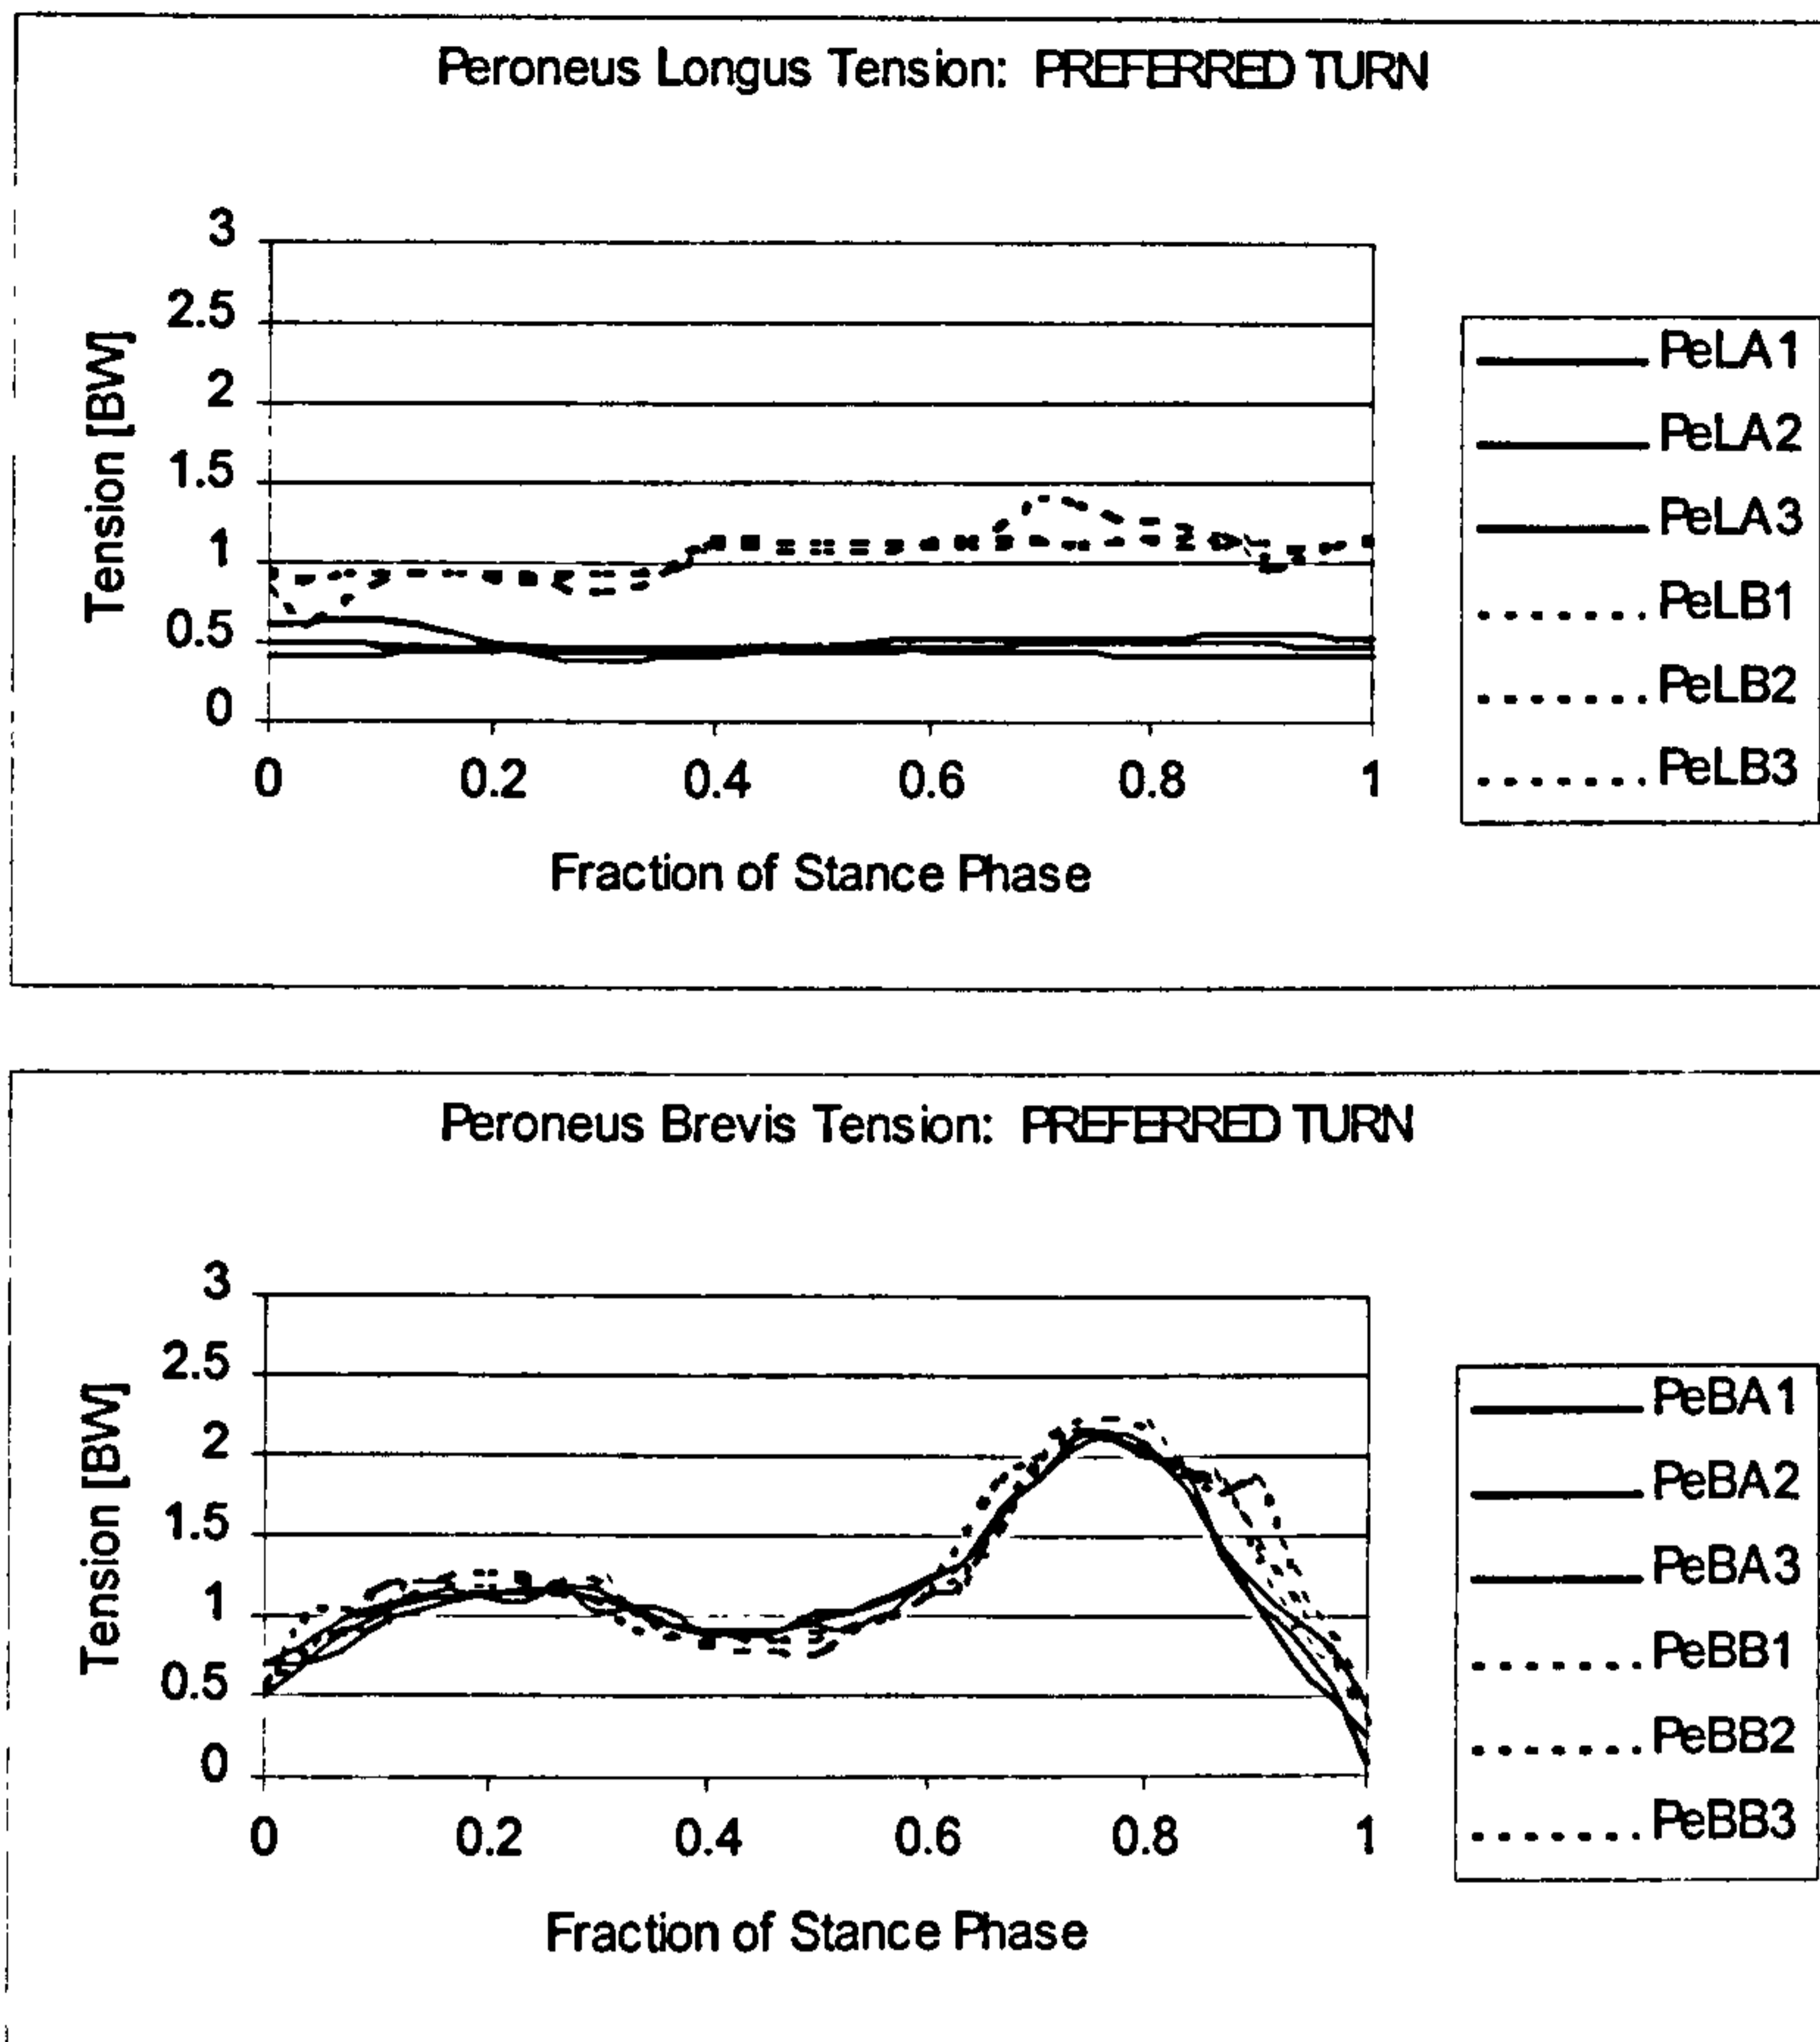 Peroneus Longus Tension: PREFERRED TURN
3
2.5
2
1.5
1
0.5
0
Tension [BW]
0 0.2 0.4 0.6 0.8 1
Fraction of Stance Phase
PeLA1
PeLA2
PeLA3
PeLB1
PeLB2
PeLB3
Peroneus Brevis Tension: PREFERRED TURN
3
2.5
2
1.5
1
0.5
0
Tension [BW]
0 0.2 0.4 0.6 0.8 1
Fraction of Stance Phase
PeBA1
PeBA2
PeBA3
PeBB1
PeBB2
PeBB3